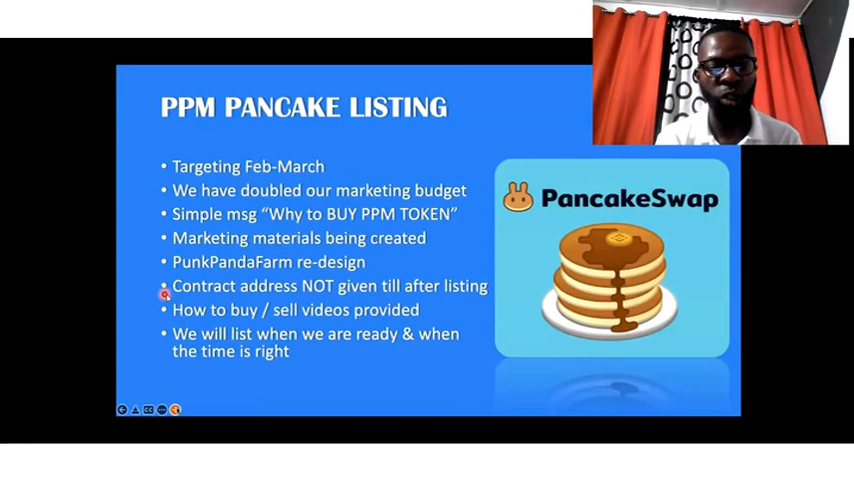 PPM PANCAKE LISTING
• Targeting Feb-March
• We have doubled our marketing budget
• Simple msg “Why to BUY PPM TOKEN”
• Marketing materials being created
• PunkPandaFarm re-design
• Contract address NOT given till after listing
• How to buy / sell videos provided
• We will list when we are ready & when
the time is right
PancakeSwap